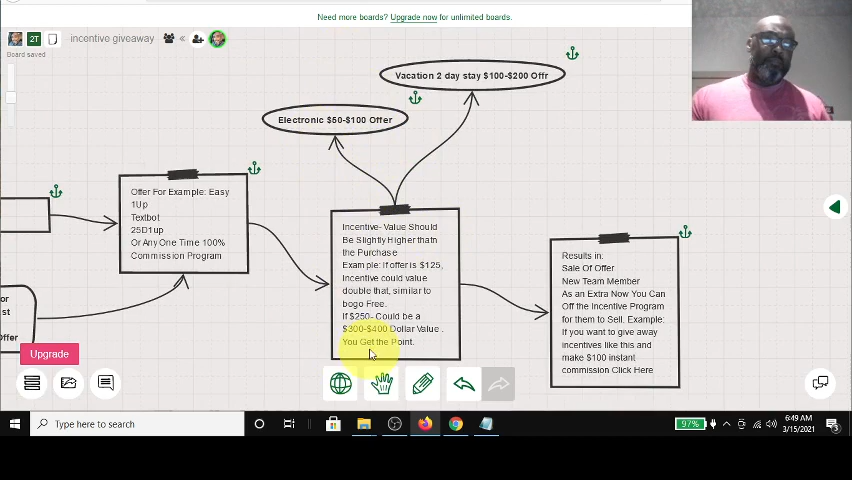 Need more boards? Upgrade now for unlimited boards.
2T
incentive giveaway
Board saved
Vacation 2 day stay $100-$200 Offr
Electronic $50-$100 Offer
Offer For Example: Easy
1Up
Textbot
25D1up
Or Any One Time 100%
Commission Program
Incentive- Value Should
Be Slightly Higher thath
the Purchase
Example: If offer is $125,
Incentive could value
double that, similar to
bogo Free.
If $250- Could be a
$300-$400 Dollar Value .
You Get the Point.
Results in:
Sale Of Offer
New Team Member
As an Extra Now You Can
Off the Incentive Program
for them to Sell. Example:
If you want to give away
incentives like this and
make $100 instant
commission Click Here
or
st
Offer
Upgrade
Type here to search
97%
6:49 AM
3/15/2021
3